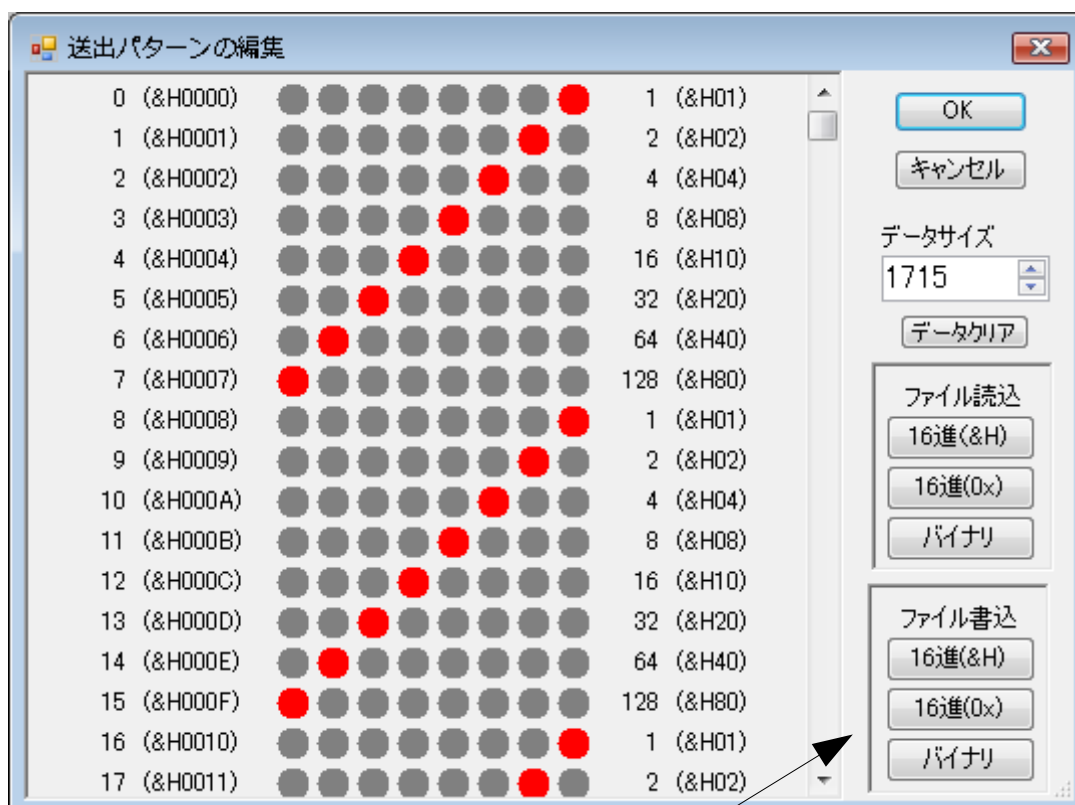 送出パターンの編集
0 (&H0000) 1 (&H01)
1 (&H0001) 2 (&H02)
2 (&H0002) 4 (&H04)
3 (&H0003) 8 (&H08)
4 (&H0004) 16 (&H10)
5 (&H0005) 32 (&H20)
6 (&H0006) 64 (&H40)
7 (&H0007) 128 (&H80)
8 (&H0008) 1 (&H01)
9 (&H0009) 2 (&H02)
10 (&H000A) 4 (&H04)
11 (&H000B) 8 (&H08)
12 (&H000C) 16 (&H10)
13 (&H000D) 32 (&H20)
14 (&H000E) 64 (&H40)
15 (&H000F) 128 (&H80)
16 (&H0010) 1 (&H01)
17 (&H0011) 2 (&H02)
OK
キャンセル
データサイズ
1715
データクリア
ファイル読込
16進(&H)
16進(0x)
バイナリ
ファイル書込
16進(&H)
16進(0x)
バイナリ